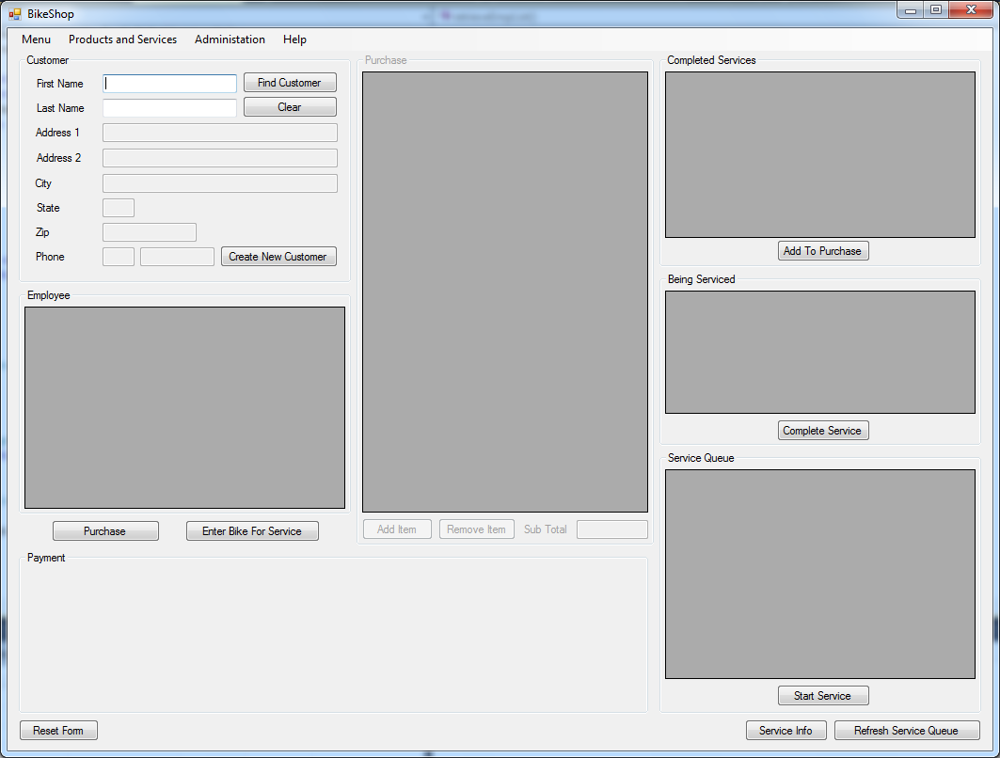 BikeShop
Menu Products and Services Administation Help
Customer
First Name
Find Customer
Last Name
Clear
Address 1
Address 2
City
State
Zip
Phone
Create New Customer
Employee
Purchase
Enter Bike For Service
Purchase
Add Item
Remove Item
Sub Total
Payment
Completed Services
Add To Purchase
Being Serviced
Complete Service
Service Queue
Start Service
Reset Form
Service Info
Refresh Service Queue